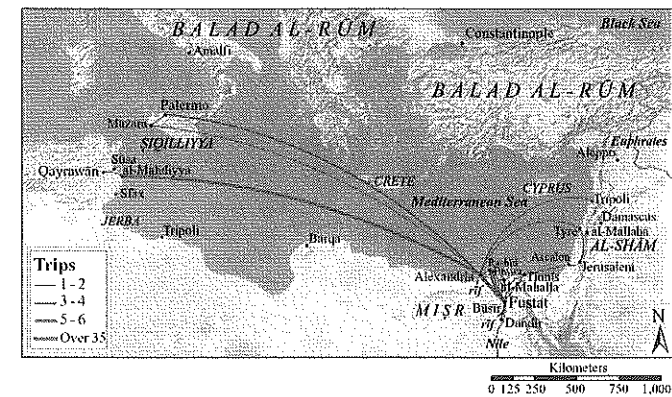 Black Sea
BALAD AL-RŪM
Amalfi
Constantinople
BALAD AL-RŪM
Palermo
Mazara
SIQILLIYYA
Euphrates
Aleppo
Sūsa
Qayrawān
al-Mahdiyya
Sfax
CRETE
CYPRUS
Mediterranean Sea
Tripoli
Damascus
Tyre
al-Mallaha
AL-SHĀM
JERBA
Tripoli
Barqa
Ascalon
Jerusalem
Tinnis
Alexandria
al-Mahalla
rīf
Fustat
MIṢR
Būṣīr
rīf
Dandīl
Nile
Trips
1 - 2
3 - 4
5 - 6
Over 35
N
Kilometers
0 125 250 500 750 1,000